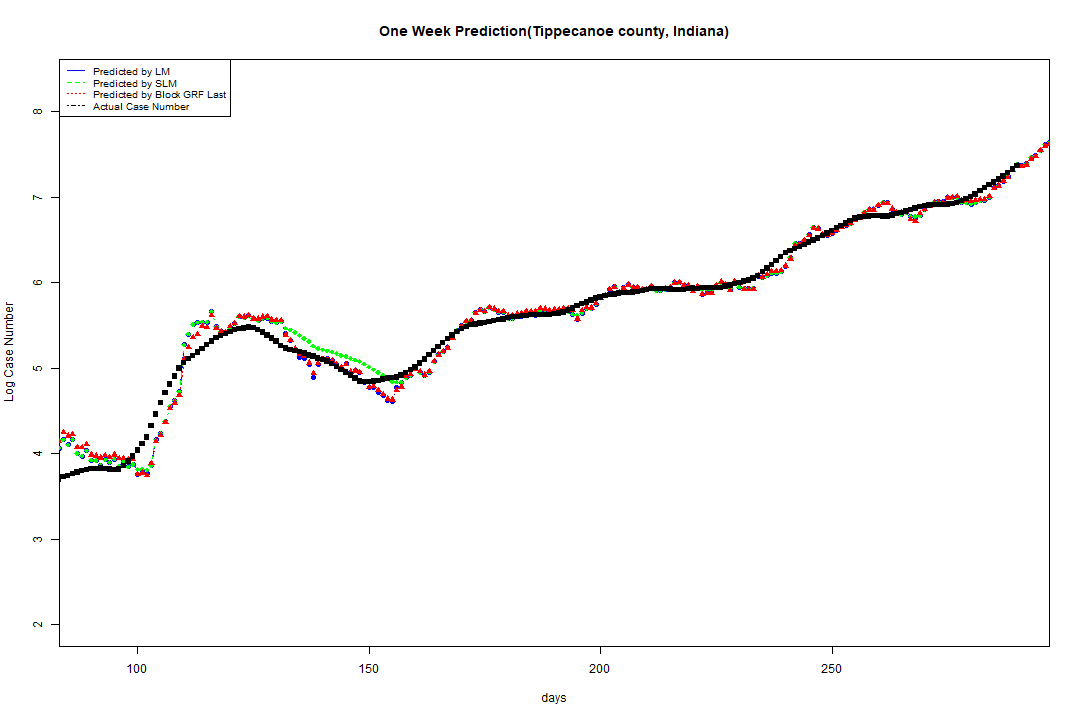 One Week Prediction(Tippecanoe county, Indiana)
Predicted by LM
Predicted by SLM
Predicted by Block GRF Last
Actual Case Number
Log Case Number
8
7
6
5
4
3
2
100 150 200 250
days